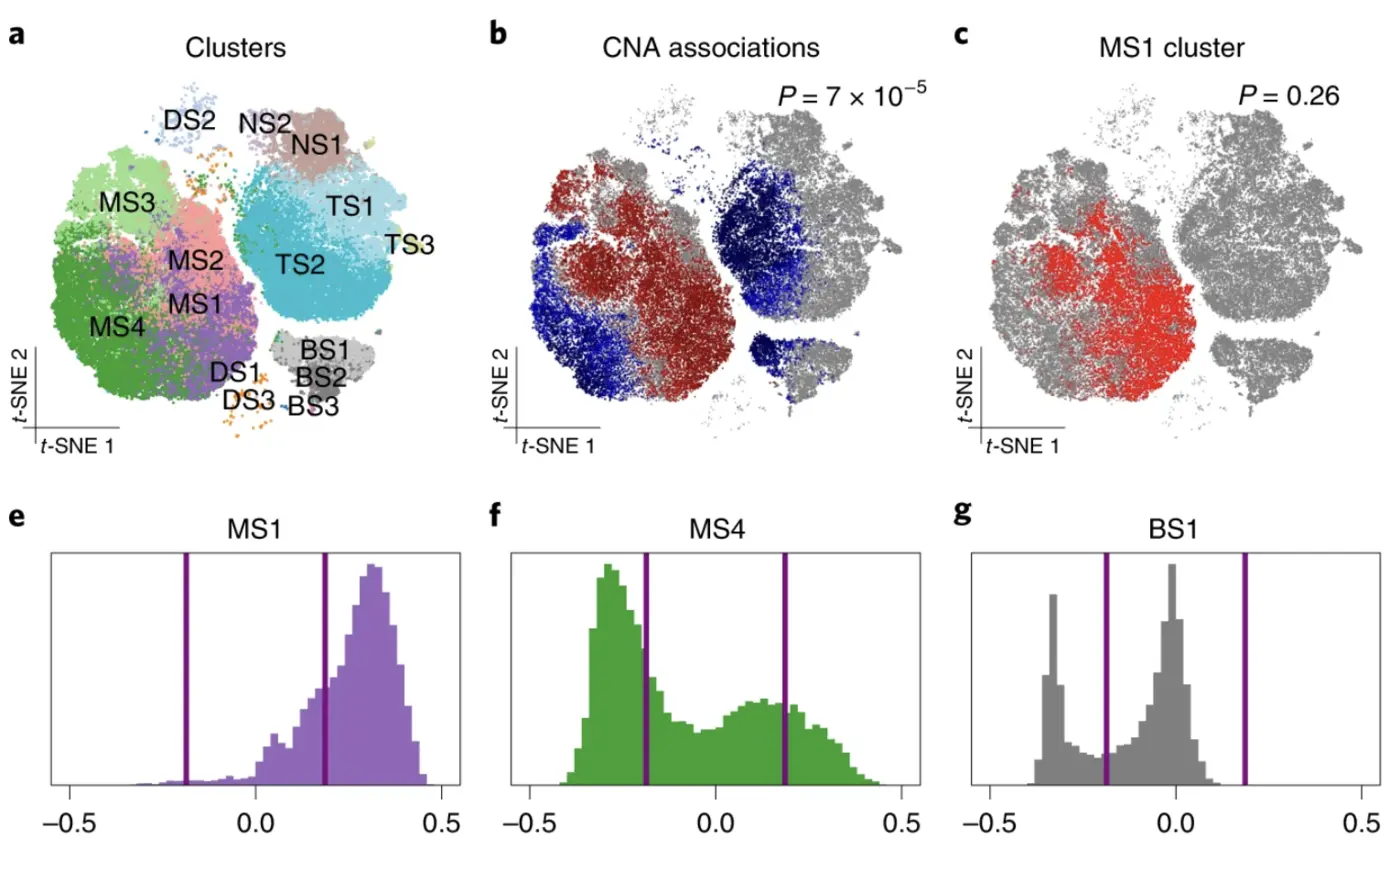 a
Clusters
DS2
NS2
NS1
MS3
TS1
TS3
MS2
TS2
MS1
MS4
BS1
DS1
BS2
DS3
BS3
t-SNE 2
t-SNE 1
b
CNA associations
P = 7 × 10⁻⁵
t-SNE 2
t-SNE 1
c
MS1 cluster
P = 0.26
t-SNE 2
t-SNE 1
e
MS1
–0.5 0.0 0.5
f
MS4
–0.5 0.0 0.5
g
BS1
–0.5 0.0 0.5